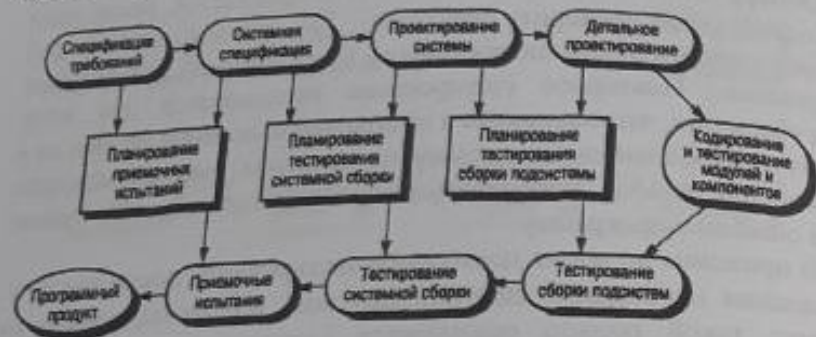 Спецификация
требований
Системная
спецификация
Проектирование
системы
Детальное
проектирование
Планирование
приемочных
испытаний
Планирование
тестирования
системной сборки
Планирование
тестирования
сборки подсистемы
Кодирование
и тестирование
модулей и
компонентов
Программный
продукт
Приемочные
испытания
Тестирование
системной сборки
Тестирование
сборки подсистем